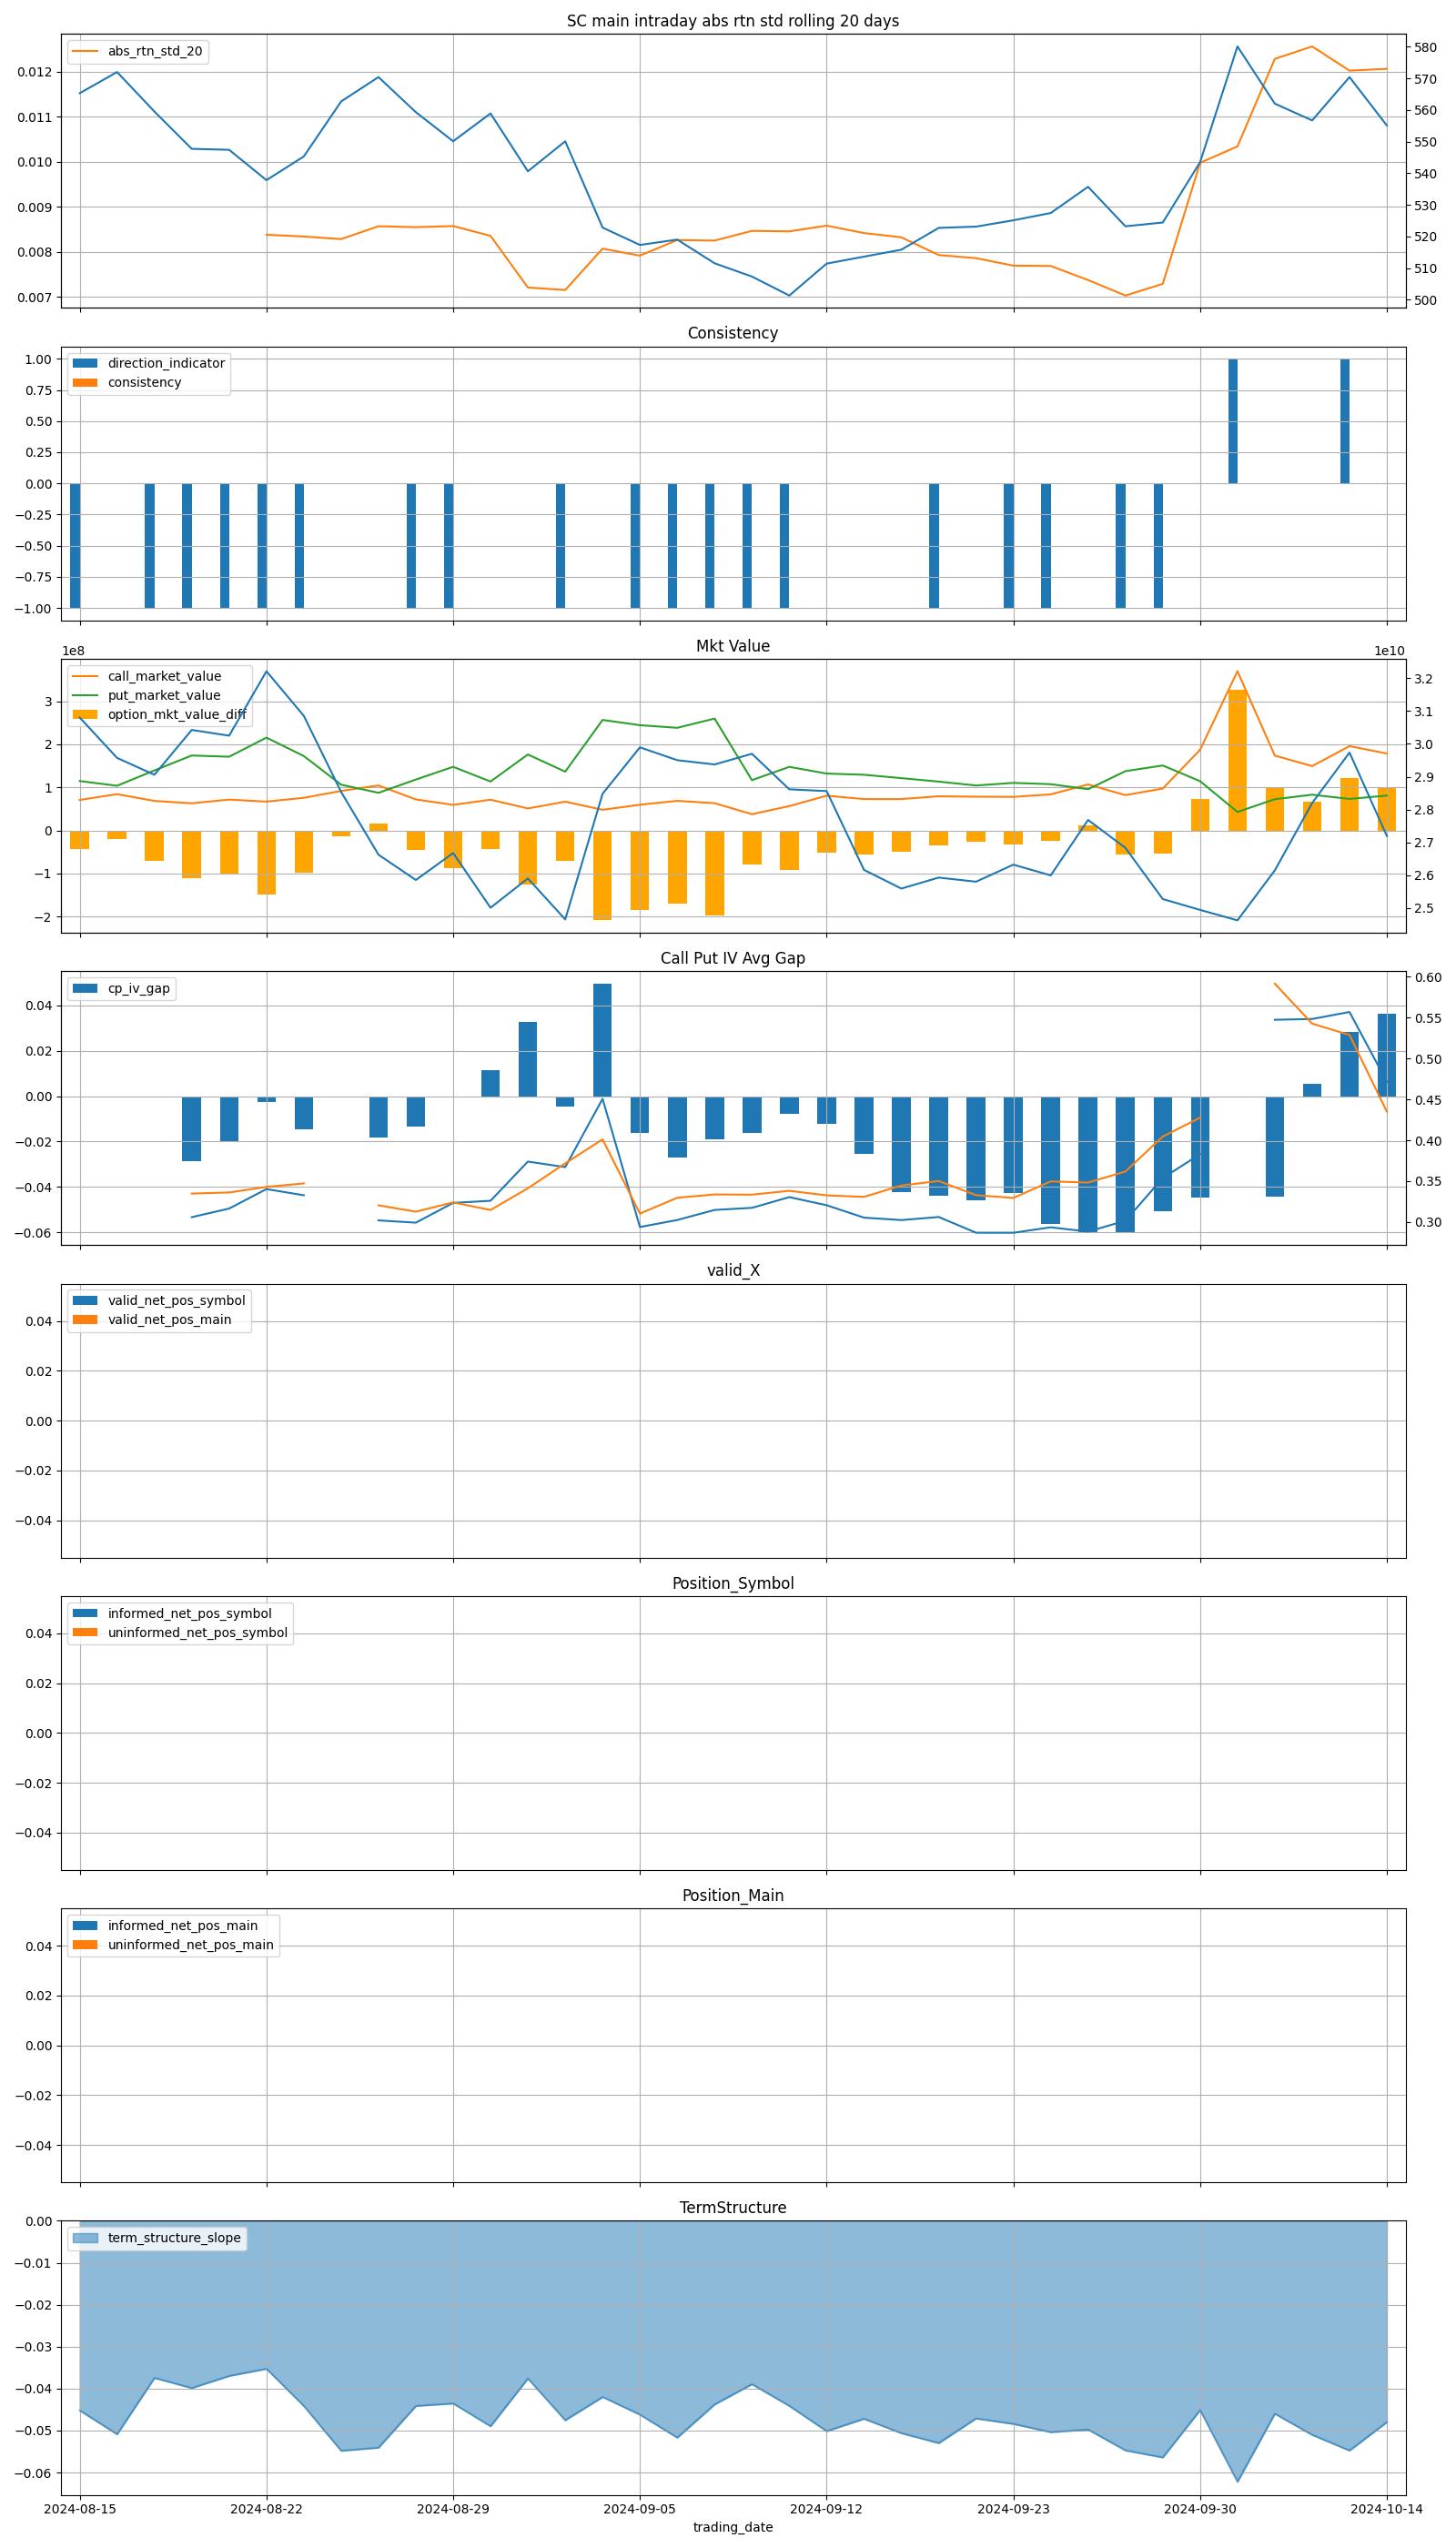 SC main intraday abs rtn std rolling 20 days
abs_rtn_std_20
0.012
0.011
0.010
0.009
0.008
0.007
580
570
560
550
540
530
520
510
500
Consistency
direction_indicator
consistency
1.00
0.75
0.50
0.25
0.00
−0.25
−0.50
−0.75
−1.00
Mkt Value
1e8
1e10
call_market_value
put_market_value
option_mkt_value_diff
3
2
1
0
−1
−2
3.2
3.1
3.0
2.9
2.8
2.7
2.6
2.5
Call Put IV Avg Gap
cp_iv_gap
0.04
0.02
0.00
−0.02
−0.04
−0.06
0.60
0.55
0.50
0.45
0.40
0.35
0.30
valid_X
valid_net_pos_symbol
valid_net_pos_main
0.04
0.02
0.00
−0.02
−0.04
Position_Symbol
informed_net_pos_symbol
uninformed_net_pos_symbol
0.04
0.02
0.00
−0.02
−0.04
Position_Main
informed_net_pos_main
uninformed_net_pos_main
0.04
0.02
0.00
−0.02
−0.04
TermStructure
term_structure_slope
0.00
−0.01
−0.02
−0.03
−0.04
−0.05
−0.06
2024-08-15 2024-08-22 2024-08-29 2024-09-05 2024-09-12 2024-09-23 2024-09-30 2024-10-14
trading_date